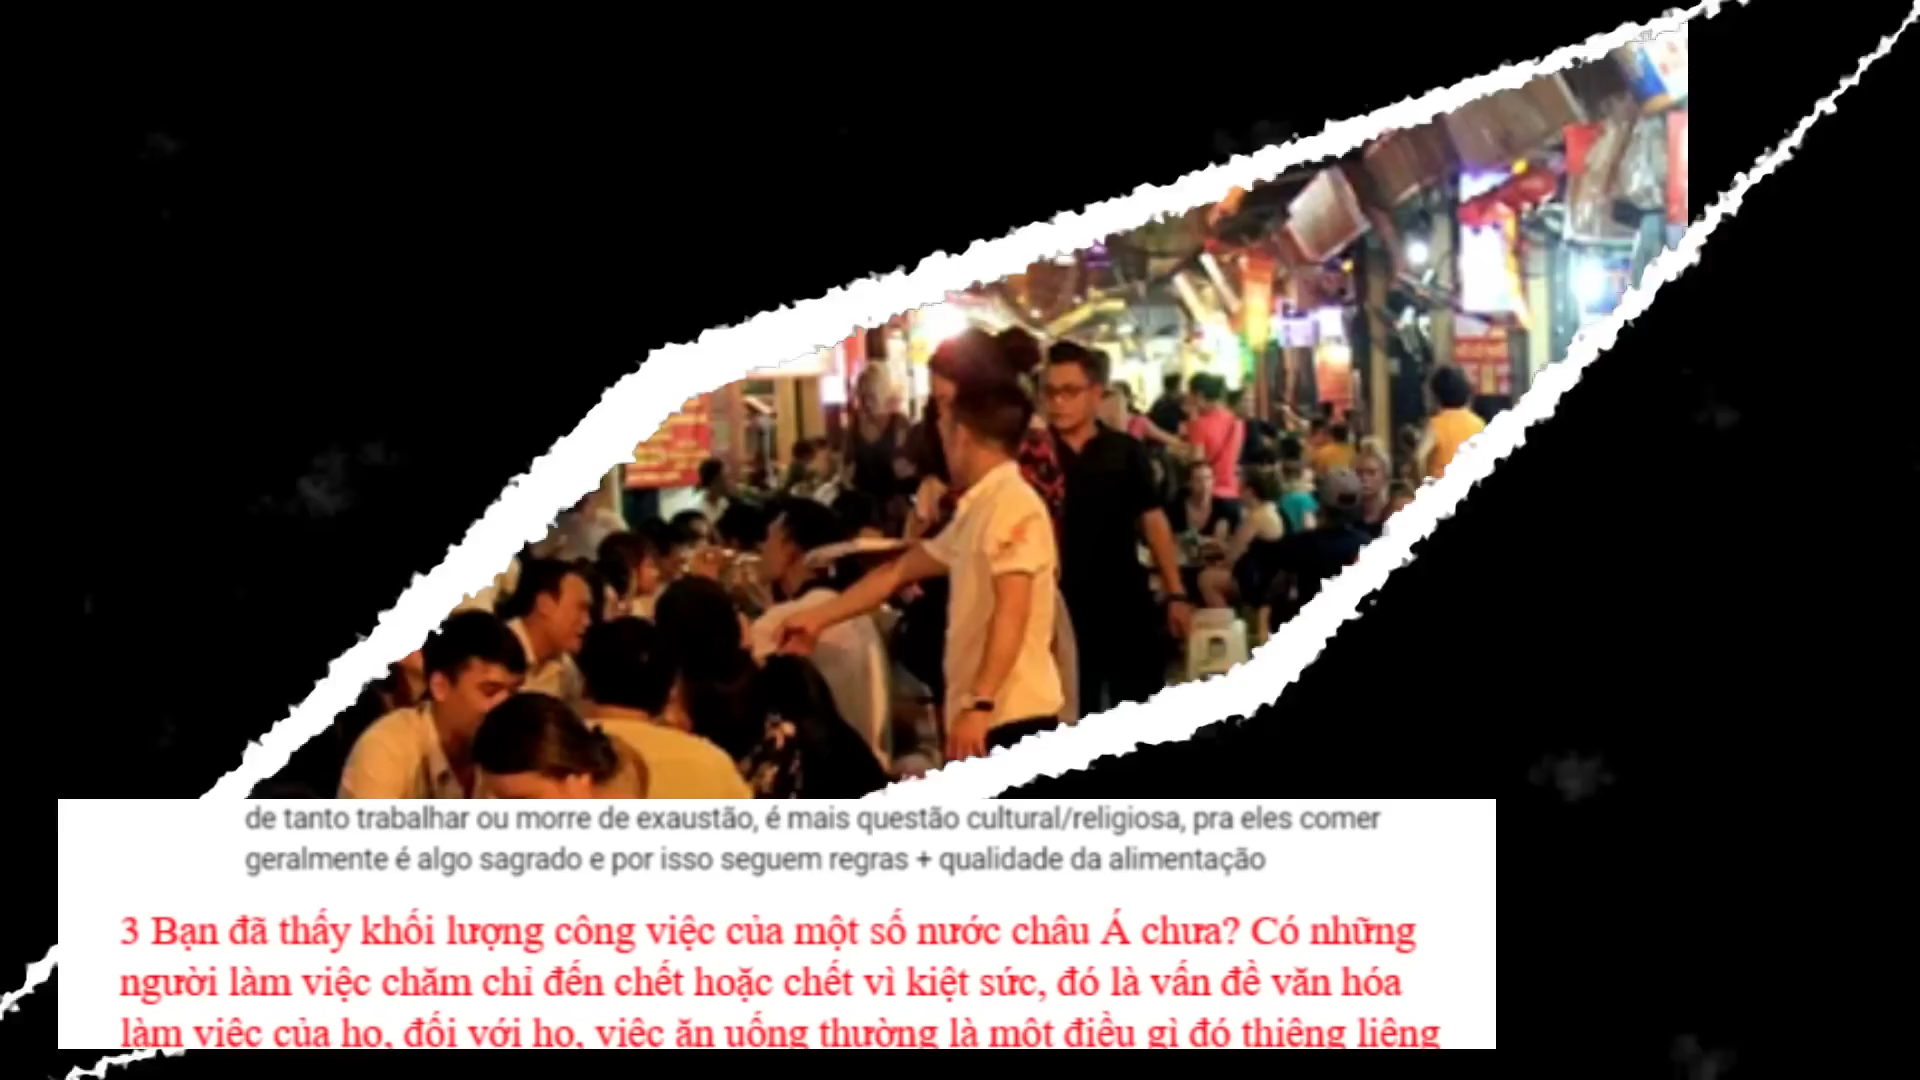 de tanto trabalhar ou morre de exaustão, é mais questão cultural/religiosa, pra eles comer
geralmente é algo sagrado e por isso seguem regras + qualidade da alimentação
3 Bạn đã thấy khối lượng công việc của một số nước châu Á chưa? Có những
người làm việc chăm chỉ đến chết hoặc chết vì kiệt sức, đó là vấn đề văn hóa
làm việc của họ, đối với họ, việc ăn uống thường là một điều gì đó thiêng liêng